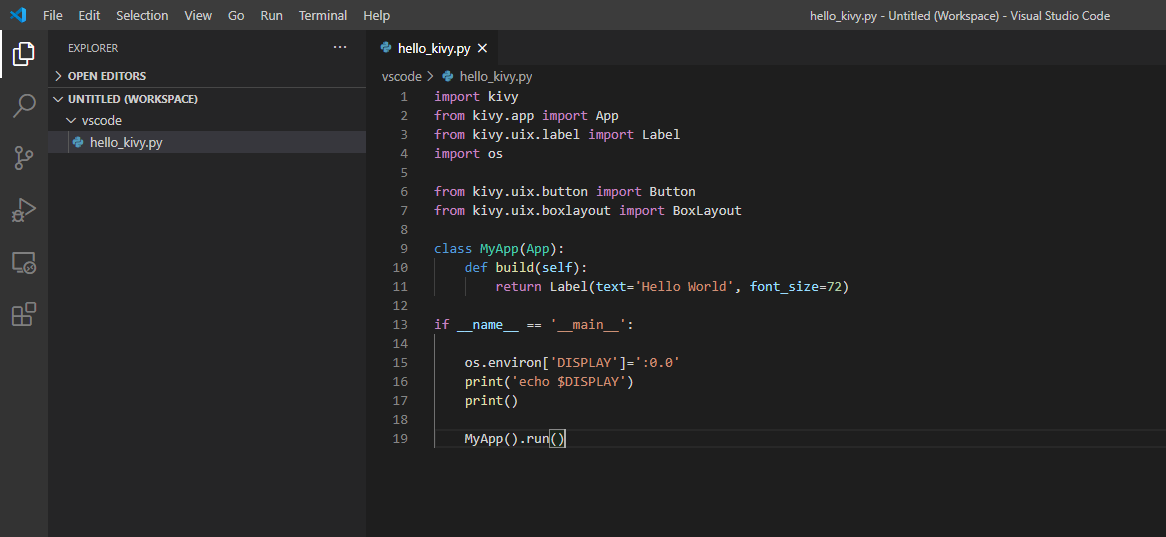 File Edit Selection View Go Run Terminal Help hello_kivy.py - Untitled (Workspace) - Visual Studio Code
EXPLORER ...
OPEN EDITORS
UNTITLED (WORKSPACE)
vscode
hello_kivy.py
hello_kivy.py
vscode > hello_kivy.py
1 import kivy
2 from kivy.app import App
3 from kivy.uix.label import Label
4 import os
5
6 from kivy.uix.button import Button
7 from kivy.uix.boxlayout import BoxLayout
8
9 class MyApp(App):
10     def build(self):
11         return Label(text='Hello World', font_size=72)
12
13 if __name__ == '__main__':
14
15     os.environ['DISPLAY']=':0.0'
16     print('echo $DISPLAY')
17     print()
18
19     MyApp().run()